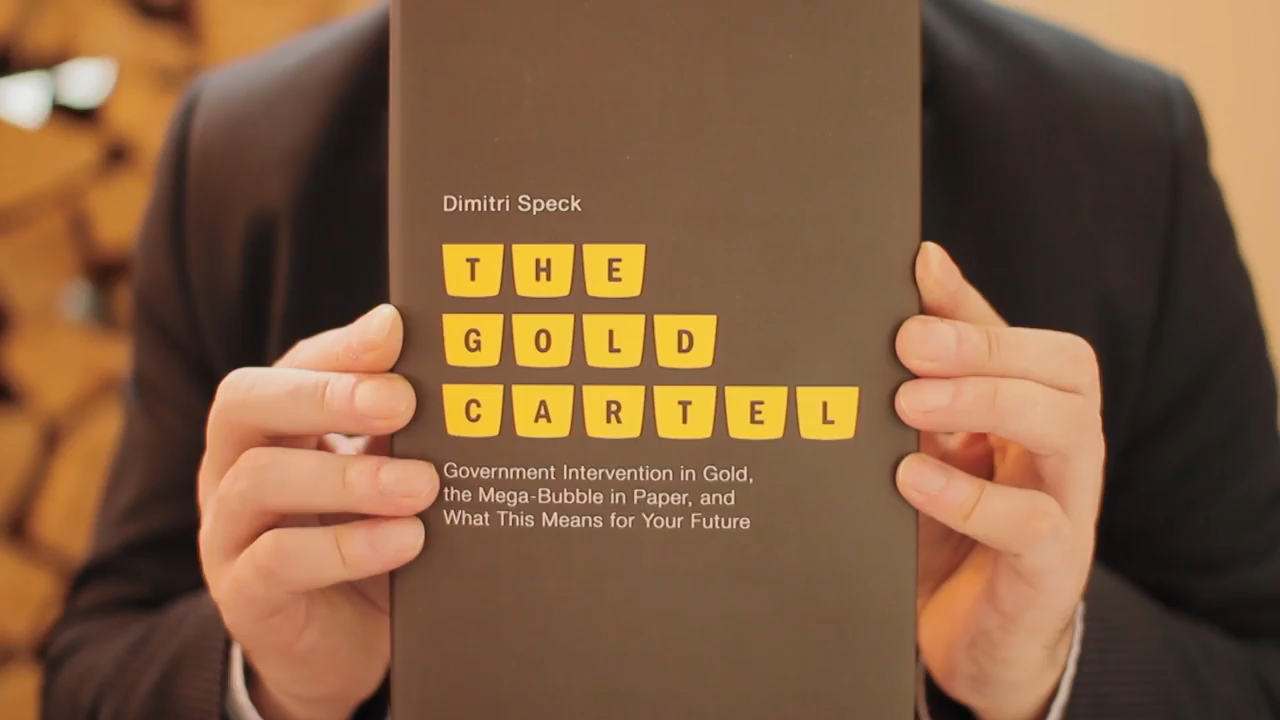 Dimitri Speck
THE
GOLD
CARTEL
Government Intervention in Gold,
the Mega-Bubble in Paper, and
What This Means for Your Future